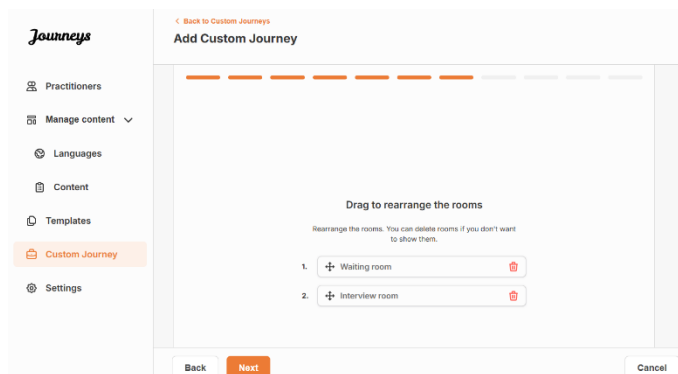 Journeys
Back to Custom Journeys
Add Custom Journey
Practitioners
Manage content
Languages
Content
Templates
Custom Journey
Settings
Drag to rearrange the rooms
Rearrange the rooms. You can delete rooms if you don't want
to show them.
1. Waiting room
2. Interview room
Back
Next
Cancel